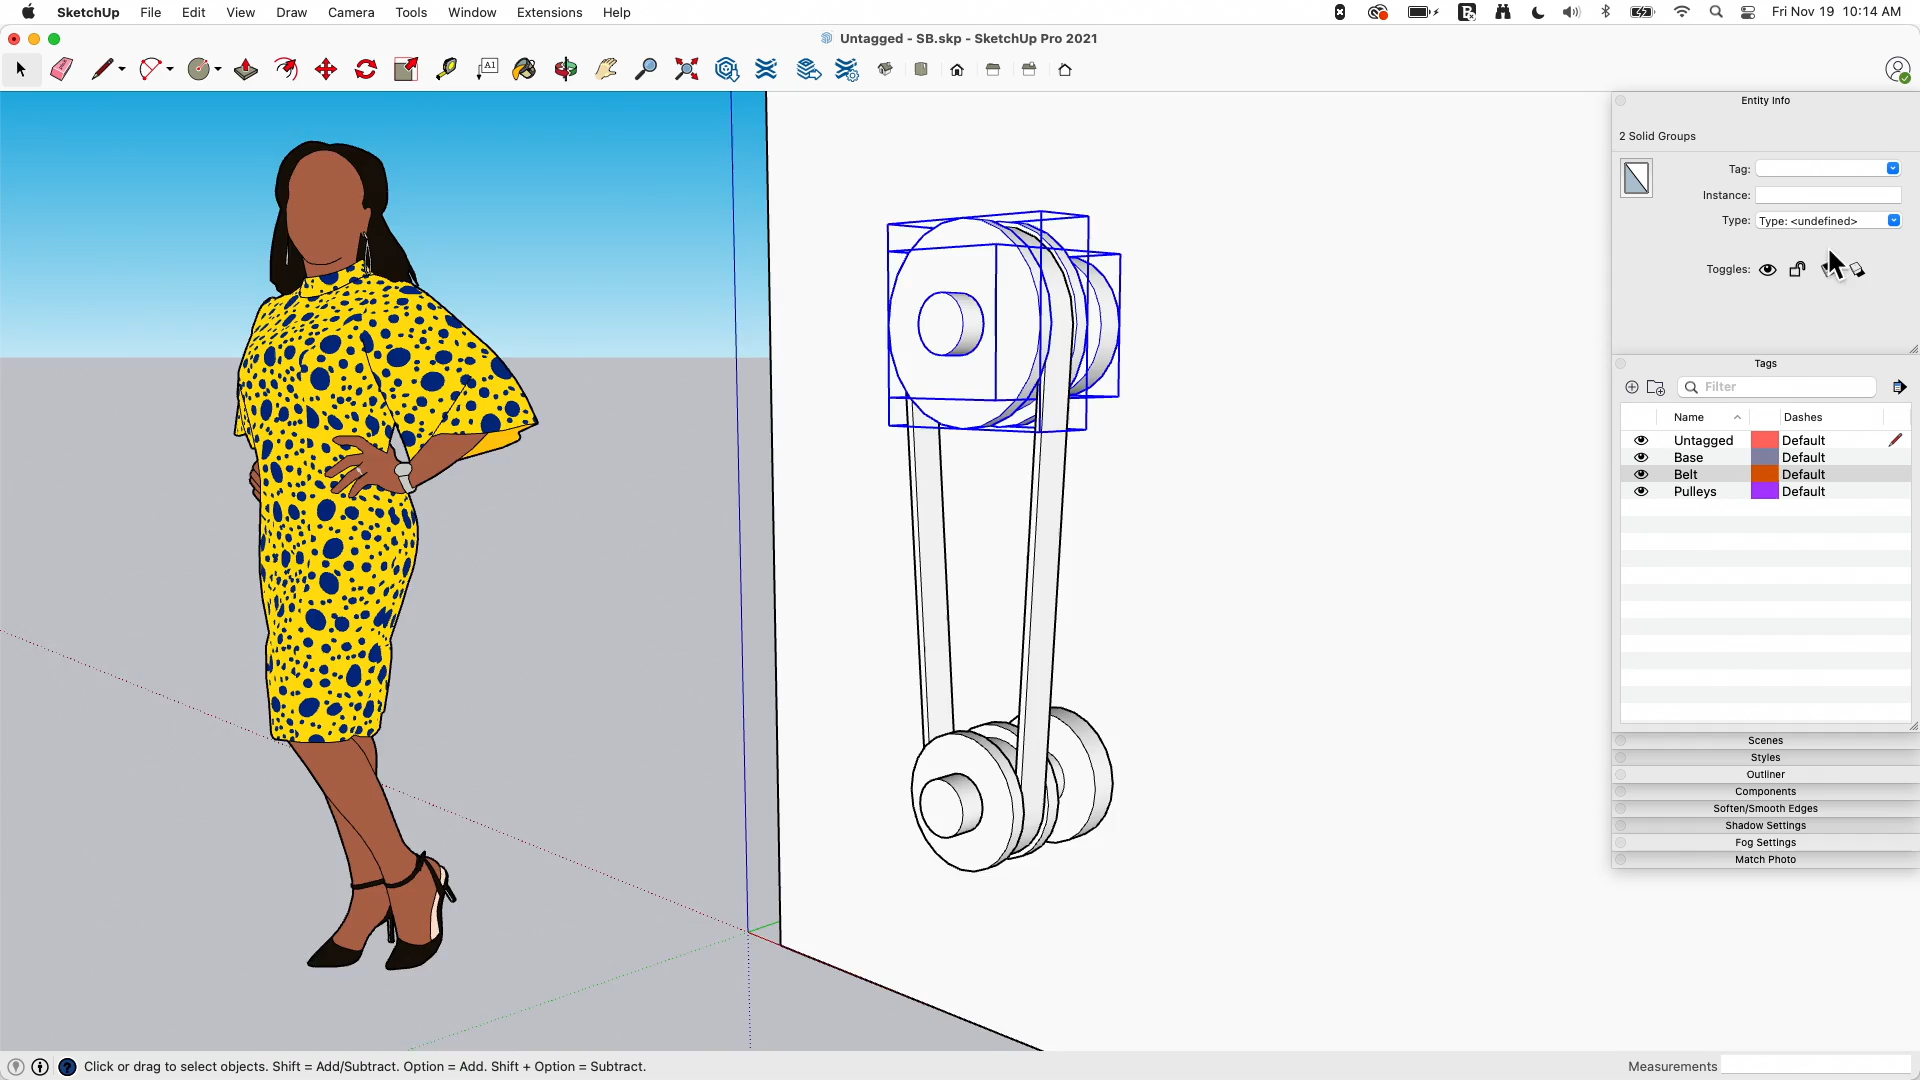 SketchUp File Edit View Draw Camera Tools Window Extensions Help Fri Nov 19 10:14 AM
Untagged - SB.skp - SketchUp Pro 2021
A1
Entity Info
2 Solid Groups
Tag:
Instance:
Type: Type: <undefined>
Toggles:
Tags
Filter
Name Dashes
Untagged Default
Base Default
Belt Default
Pulleys Default
Scenes
Styles
Outliner
Components
Soften/Smooth Edges
Shadow Settings
Fog Settings
Match Photo
Click or drag to select objects. Shift = Add/Subtract. Option = Add. Shift + Option = Subtract.
Measurements